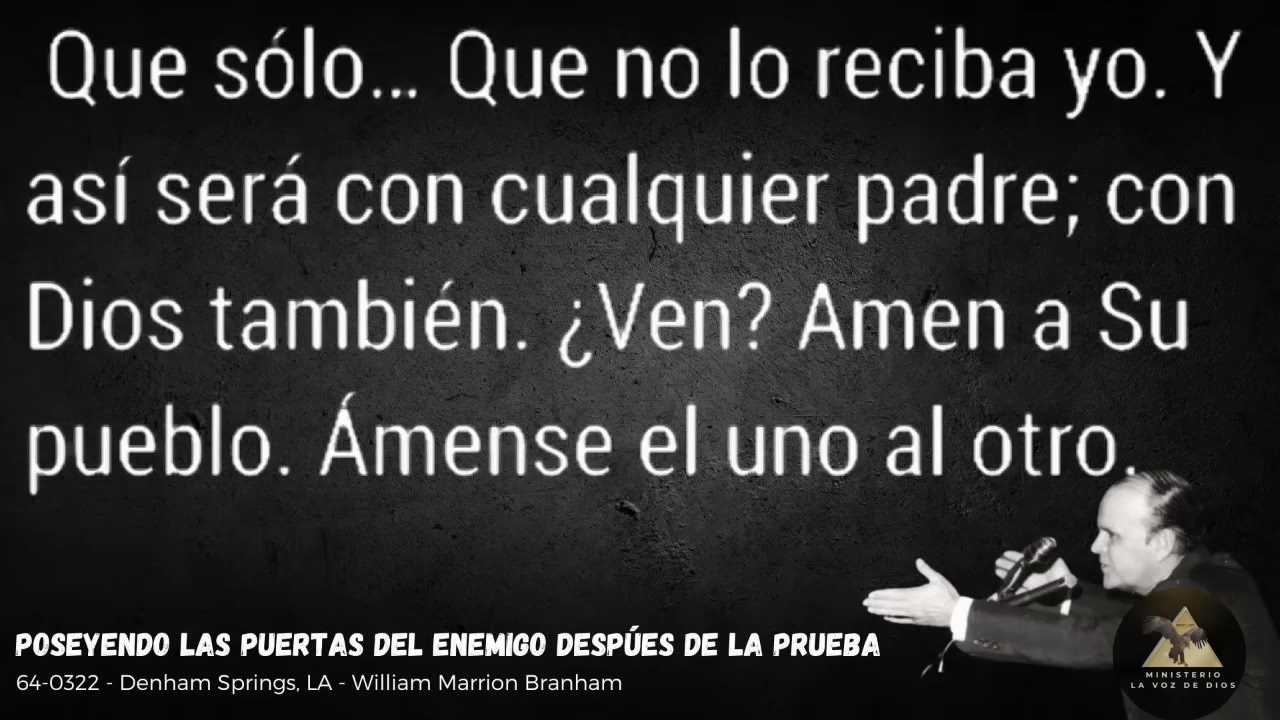 Que sólo... Que no lo reciba yo. Y
así será con cualquier padre; con
Dios también. ¿Ven? Amen a Su
pueblo. Ámense el uno al otro.
POSEYENDO LAS PUERTAS DEL ENEMIGO DESPÚES DE LA PRUEBA
64-0322 - Denham Springs, LA - William Marrion Branham
MINISTERIO
LA VOZ DE DIOS